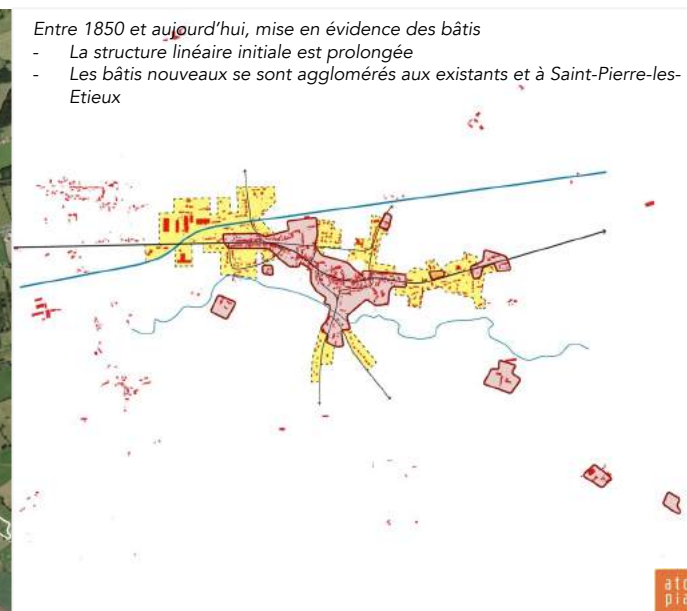 Entre 1850 et aujourd’hui, mise en évidence des bâtis
- La structure linéaire initiale est prolongée
- Les bâtis nouveaux se sont agglomérés aux existants et à Saint-Pierre-les-
Etieux